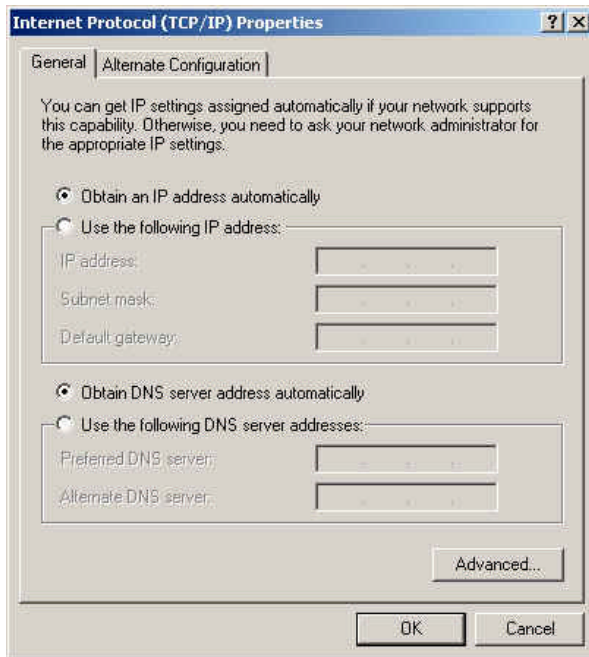 Internet Protocol (TCP/IP) Properties
General
Alternate Configuration
You can get IP settings assigned automatically if your network supports
this capability. Otherwise, you need to ask your network administrator for
the appropriate IP settings.
Obtain an IP address automatically
Use the following IP address:
IP address:
Subnet mask:
Default gateway:
Obtain DNS server address automatically
Use the following DNS server addresses:
Preferred DNS server:
Alternate DNS server:
Advanced...
OK
Cancel